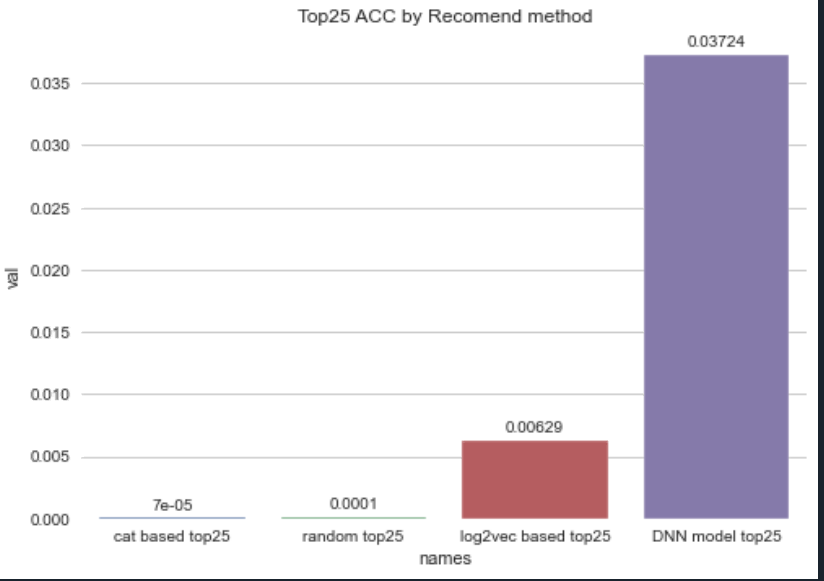 Top25 ACC by Recomend method
0.03724
0.035
0.030
0.025
0.020
val
0.015
0.010
0.00629
0.005
7e-05
0.0001
0.000
cat based top25
random top25
log2vec based top25
DNN model top25
names